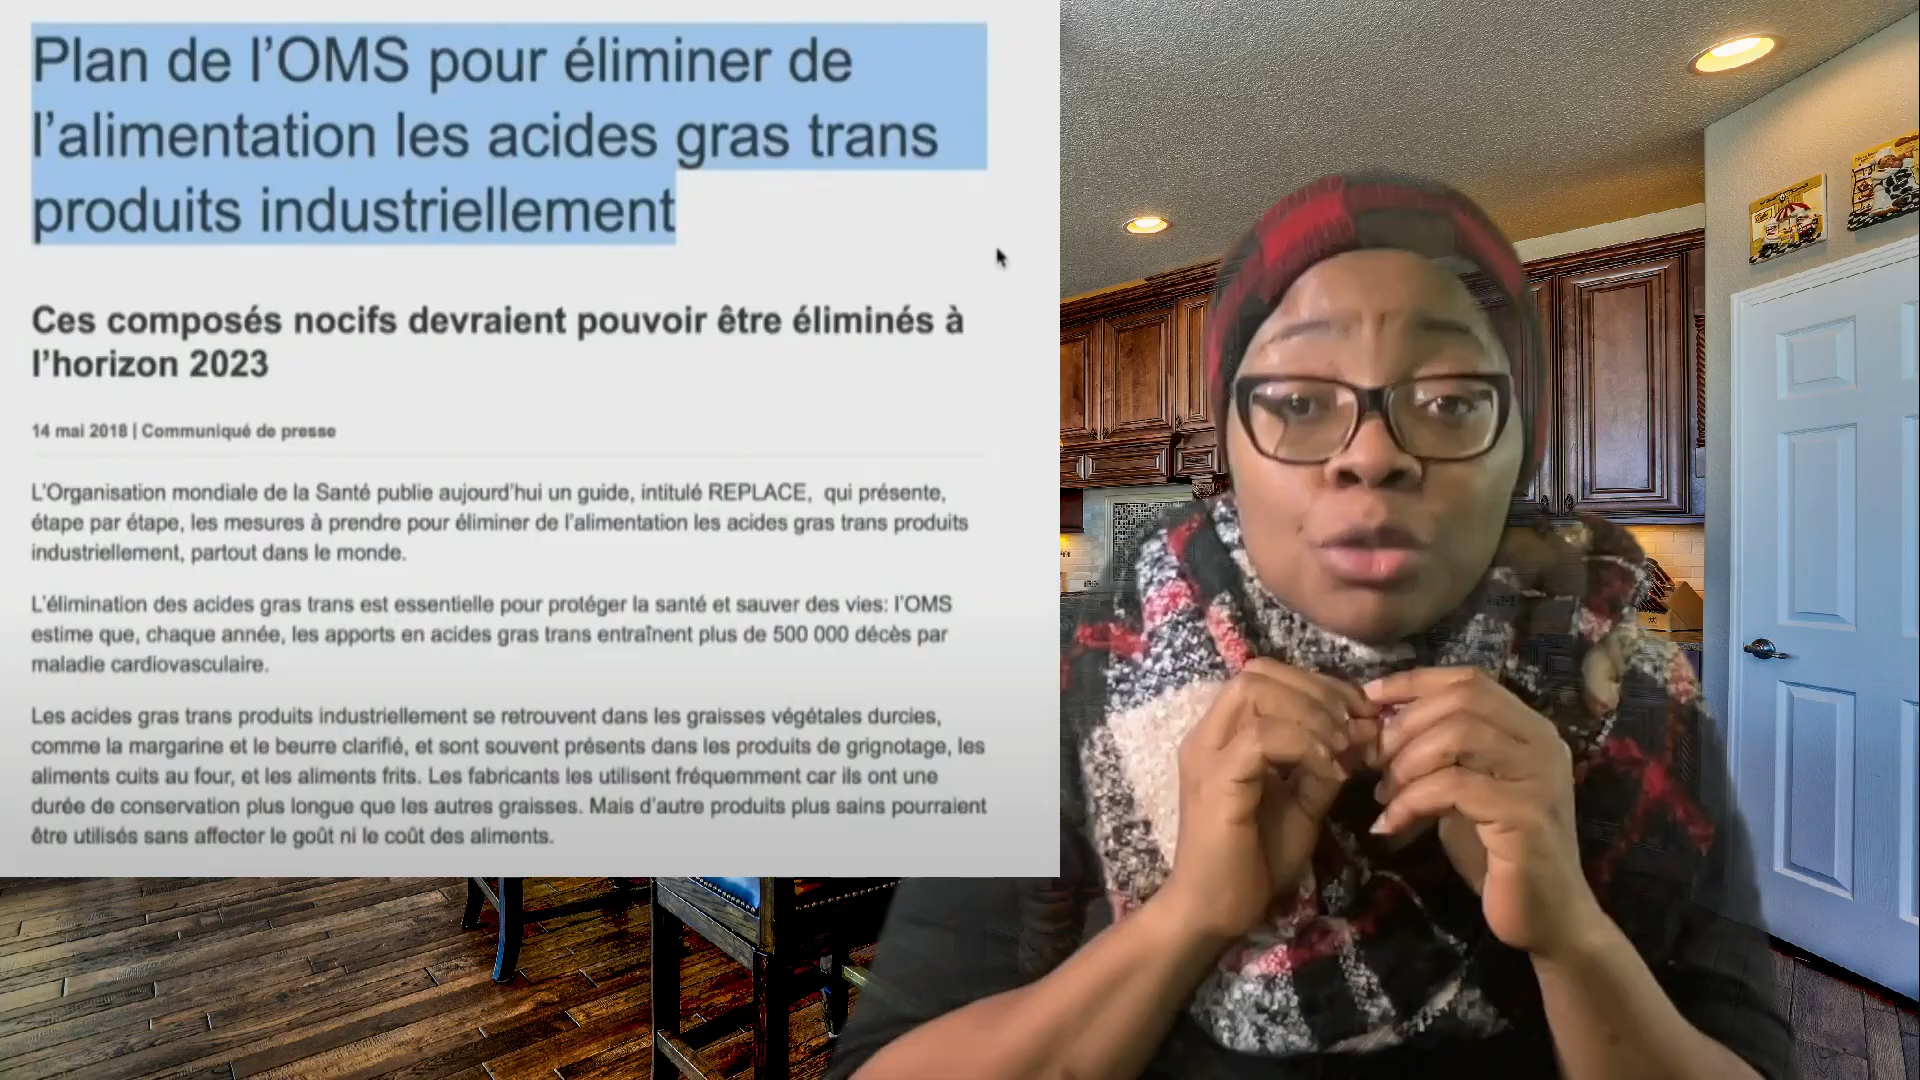 Plan de l’OMS pour éliminer de
l’alimentation les acides gras trans
produits industriellement
Ces composés nocifs devraient pouvoir être éliminés à
l’horizon 2023
14 mai 2018 | Communiqué de presse
L’Organisation mondiale de la Santé publie aujourd’hui un guide, intitulé REPLACE, qui présente,
étape par étape, les mesures à prendre pour éliminer de l’alimentation les acides gras trans produits
industriellement, partout dans le monde.
L’élimination des acides gras trans est essentielle pour protéger la santé et sauver des vies: l’OMS
estime que, chaque année, les apports en acides gras trans entraînent plus de 500 000 décès par
maladie cardiovasculaire.
Les acides gras trans produits industriellement se retrouvent dans les graisses végétales durcies,
comme la margarine et le beurre clarifié, et sont souvent présents dans les produits de grignotage, les
aliments cuits au four, et les aliments frits. Les fabricants les utilisent fréquemment car ils ont une
durée de conservation plus longue que les autres graisses. Mais d’autre produits plus sains pourraient
être utilisés sans affecter le goût ni le coût des aliments.